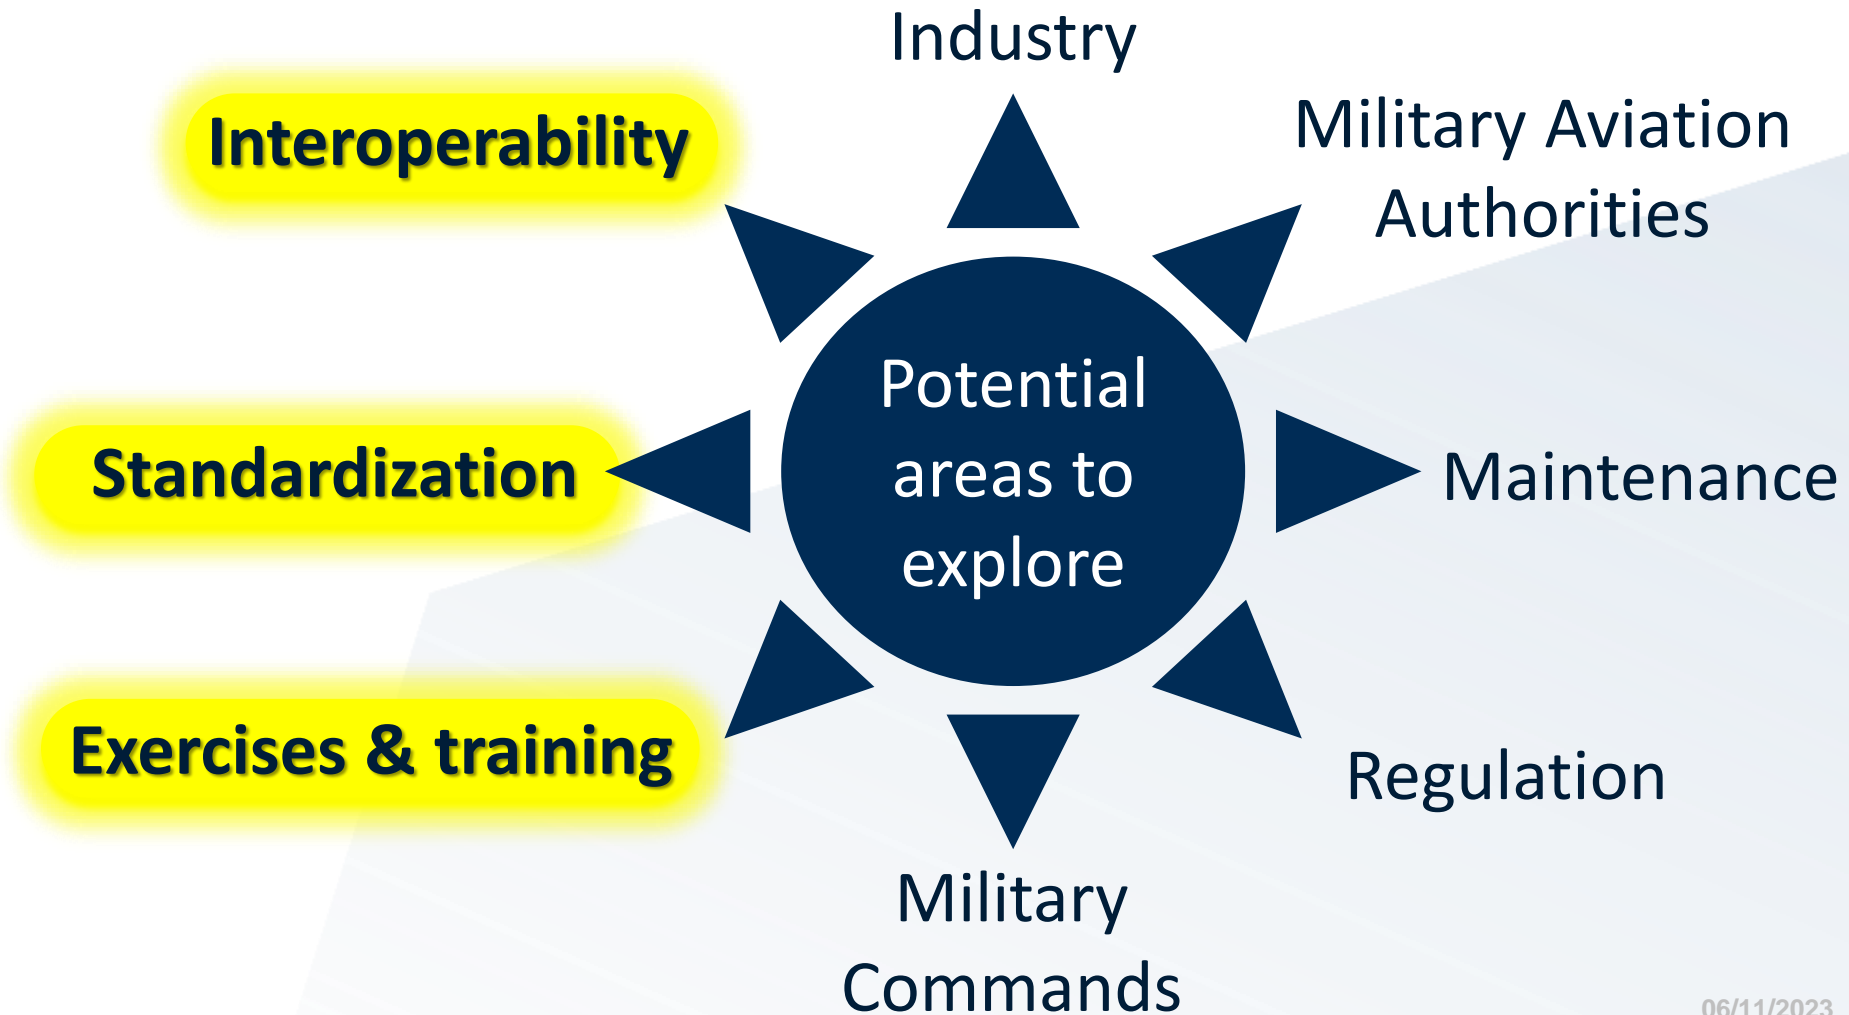 Industry
Interoperability
Military Aviation
Authorities
Potential
areas to
explore
Standardization
Maintenance
Exercises & training
Regulation
Military
Commands
06/11/2023